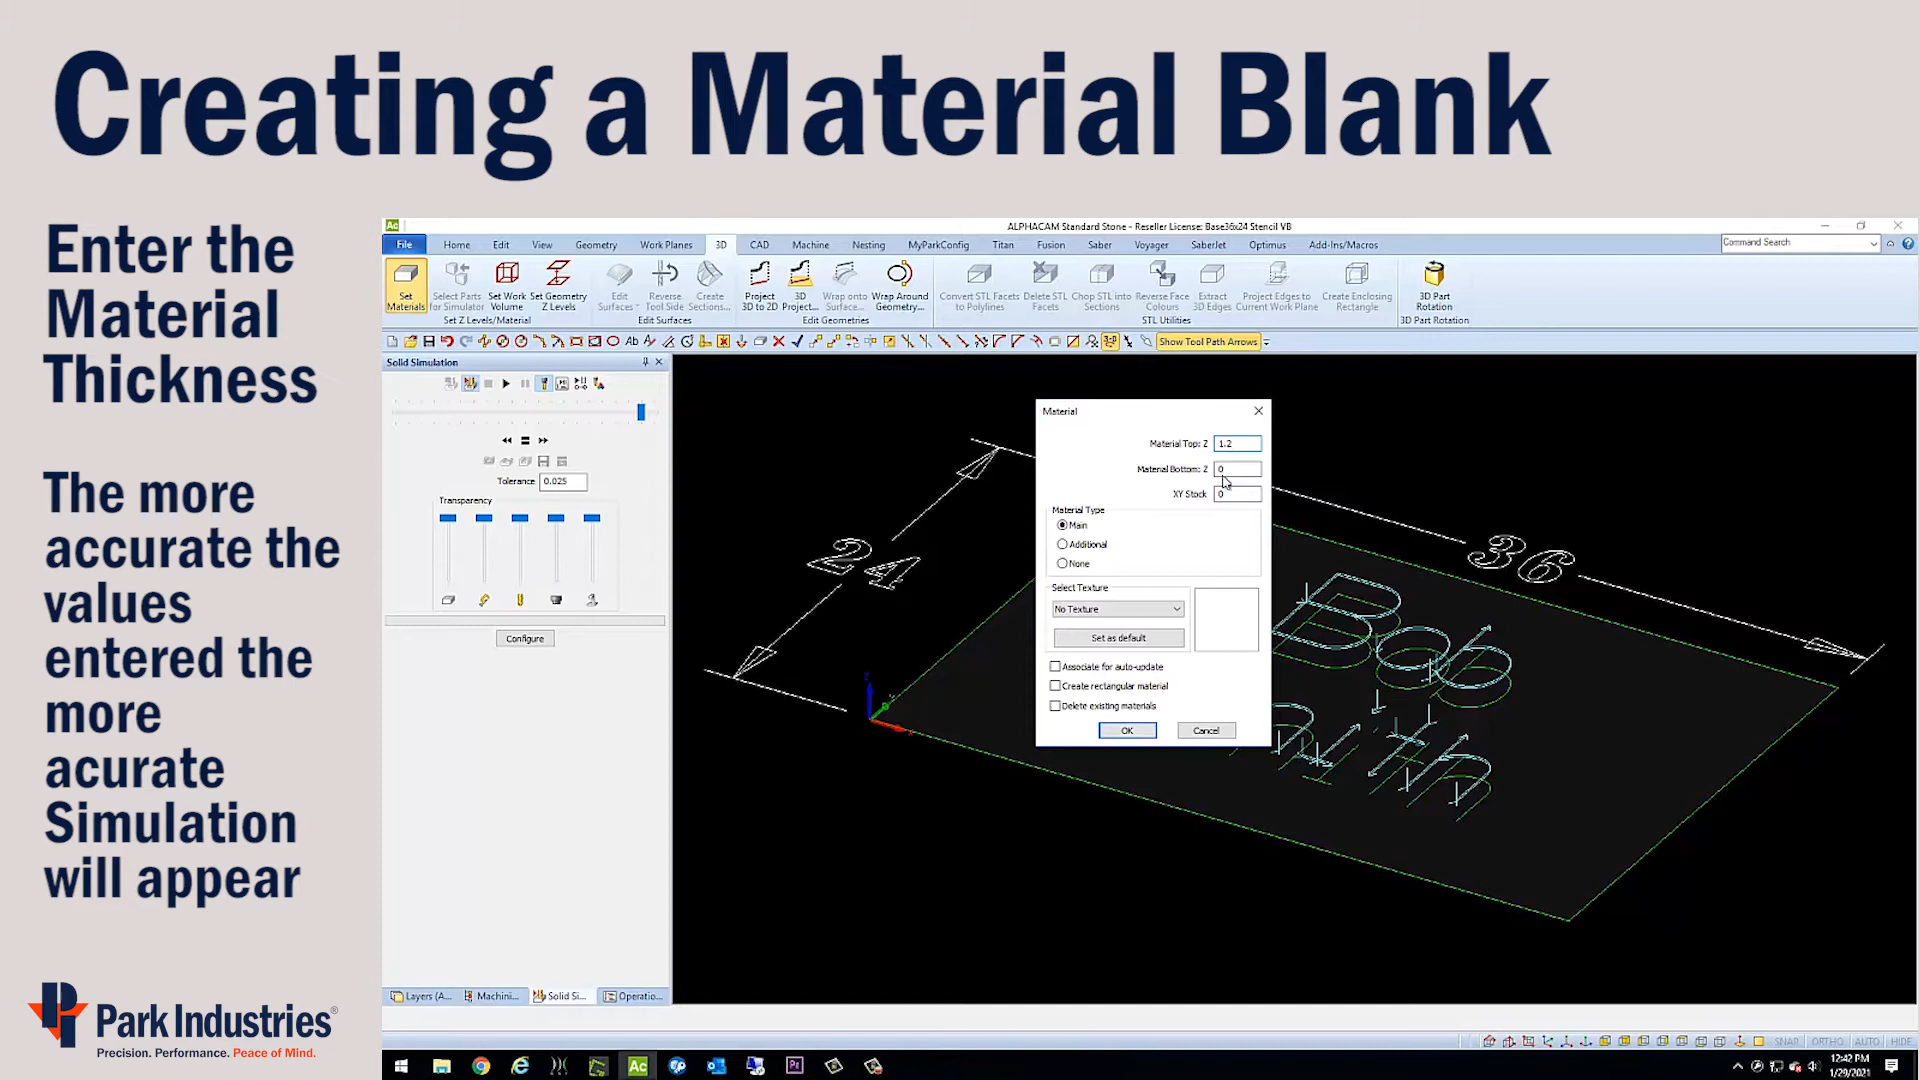 Creating a Material Blank
Enter the
Material
Thickness
The more
accurate the
values
entered the
more
acurate
Simulation
will appear
Park Industries®
Precision. Performance. Peace of Mind.
ALPHACAM Standard Stone - Reseller License: Base36x24 Stencil VB
File Home Edit View Geometry Work Planes 3D CAD Machine Nesting MyParkConfig Titan Fusion Saber Voyager SaberJet Optimus Add-Ins/Macros
Command Search
Set Materials
Select Parts for Simulator
Set Work Volume
Set Geometry Z Levels
Set Z Levels/Material
Edit Surfaces
Reverse Tool Side
Create Sections...
Edit Surfaces
Project 3D to 2D
3D Project...
Wrap onto Surface...
Wrap Around Geometry...
Edit Geometries
Convert STL Facets to Polylines
Delete STL Facets
Chop STL into Sections
Reverse Face Colours
Extract 3D Edges
Project Edges to Current Work Plane
Create Enclosing Rectangle
STL Utilities
3D Part Rotation
3D Part Rotation
Show Tool Path Arrows
Solid Simulation
Tolerance 0.025
Transparency
Configure
Layers (A... Machini... Solid Si... Operatio...
Material
Material Top: Z 1.2
Material Bottom: Z 0
XY Stock 0
Material Type
Main
Additional
None
Select Texture
No Texture
Set as default
Associate for auto-update
Create rectangular material
Delete existing materials
OK Cancel
24
36
Bob
SNAP ORTHO AUTO HIDE
12:42 PM
1/29/2021